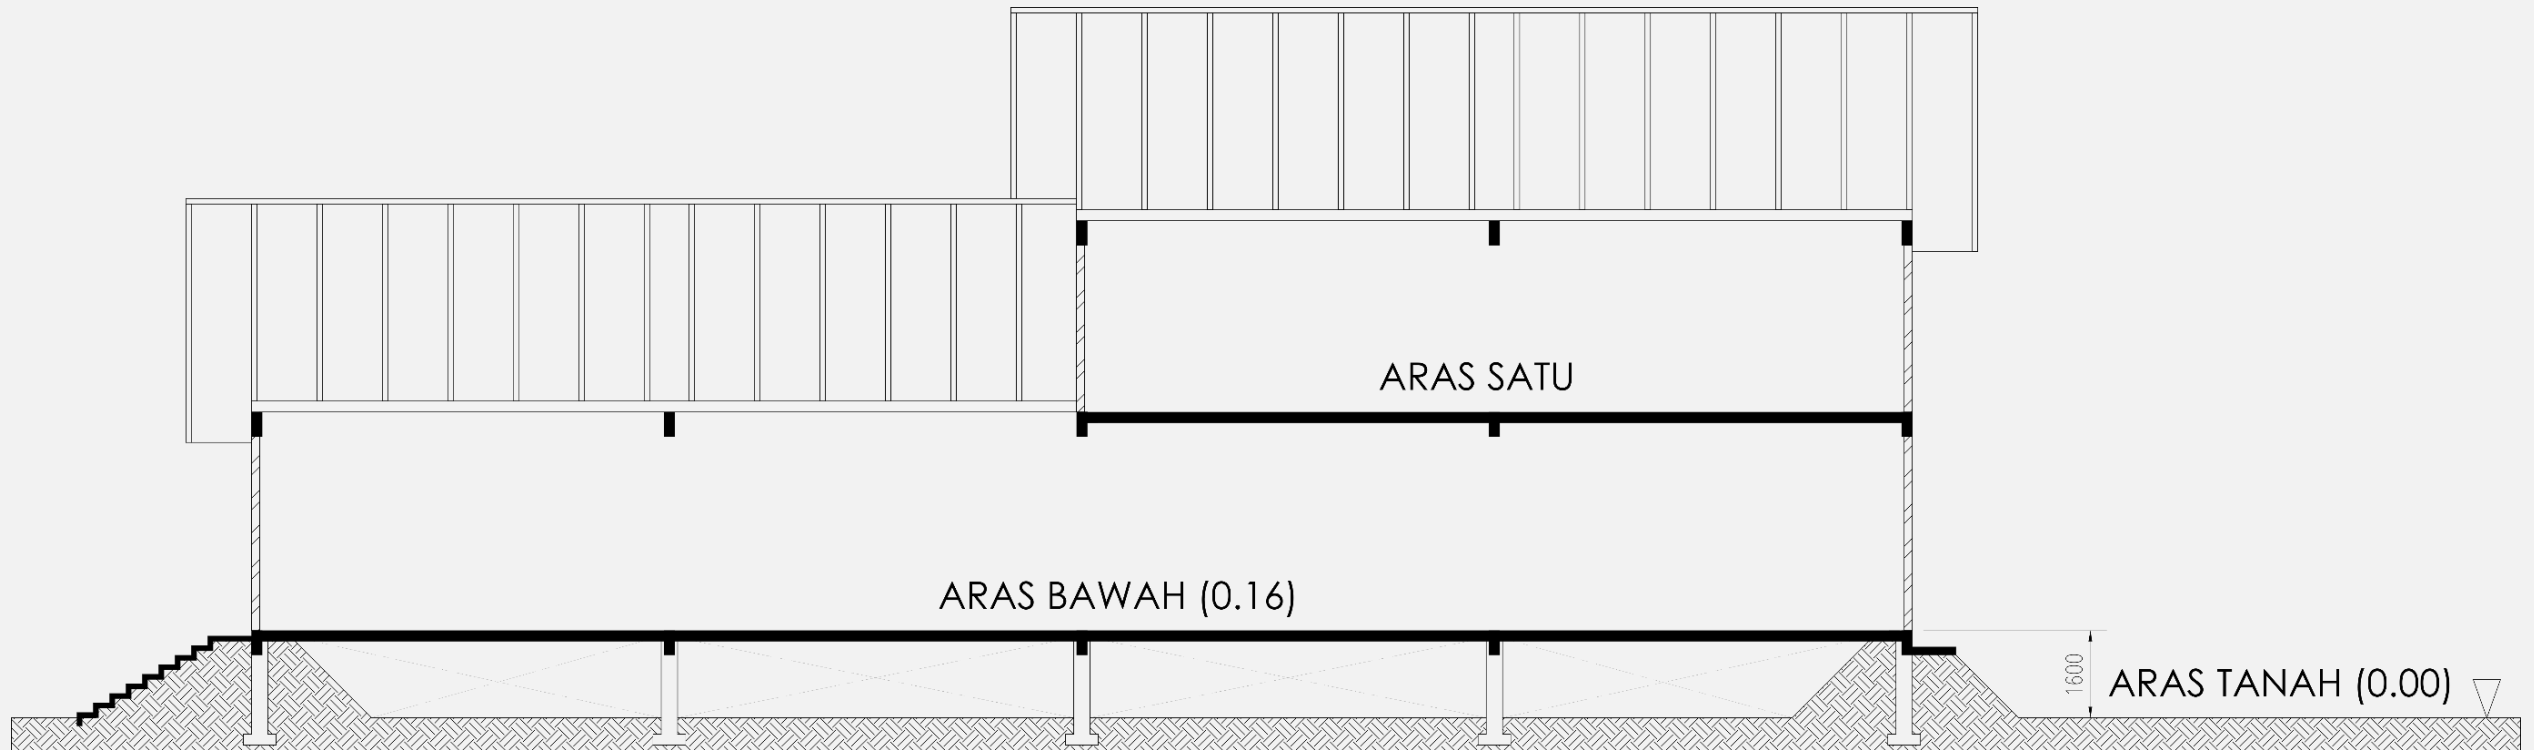 ARAS SATU
ARAS BAWAH (0.16)
1600
ARAS TANAH (0.00)